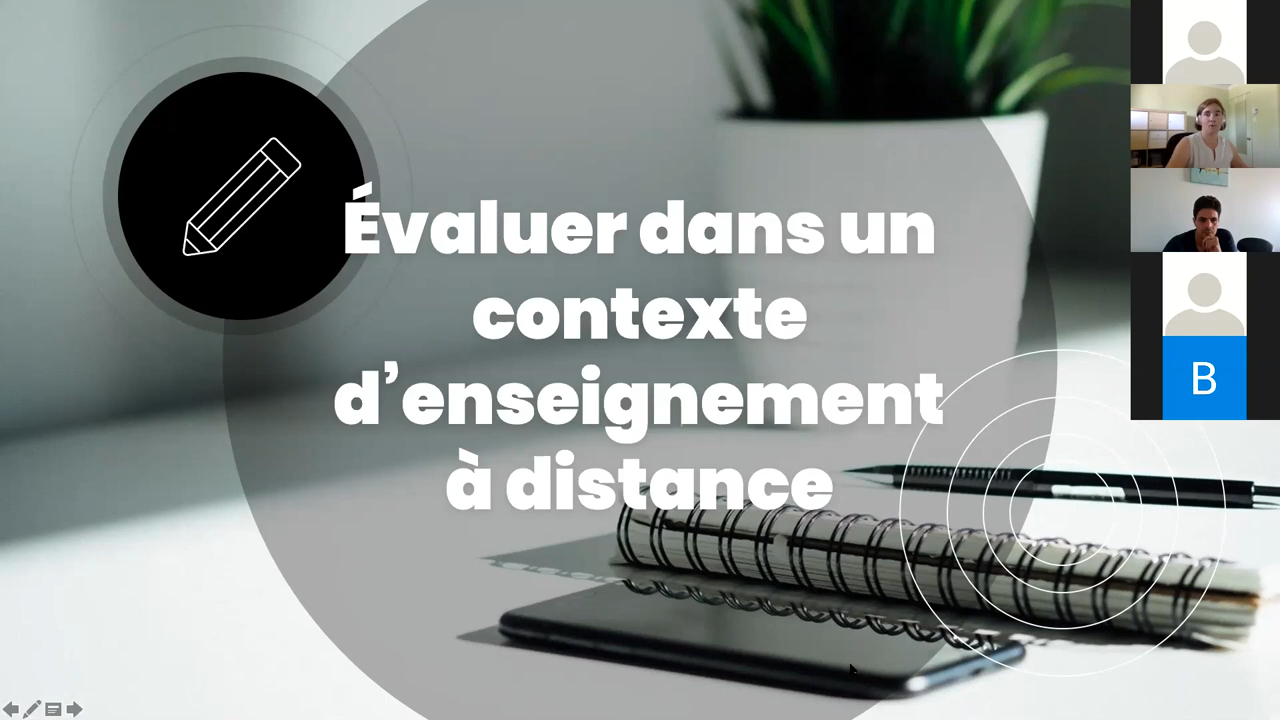 Évaluer dans un
contexte
d’enseignement
à distance
B